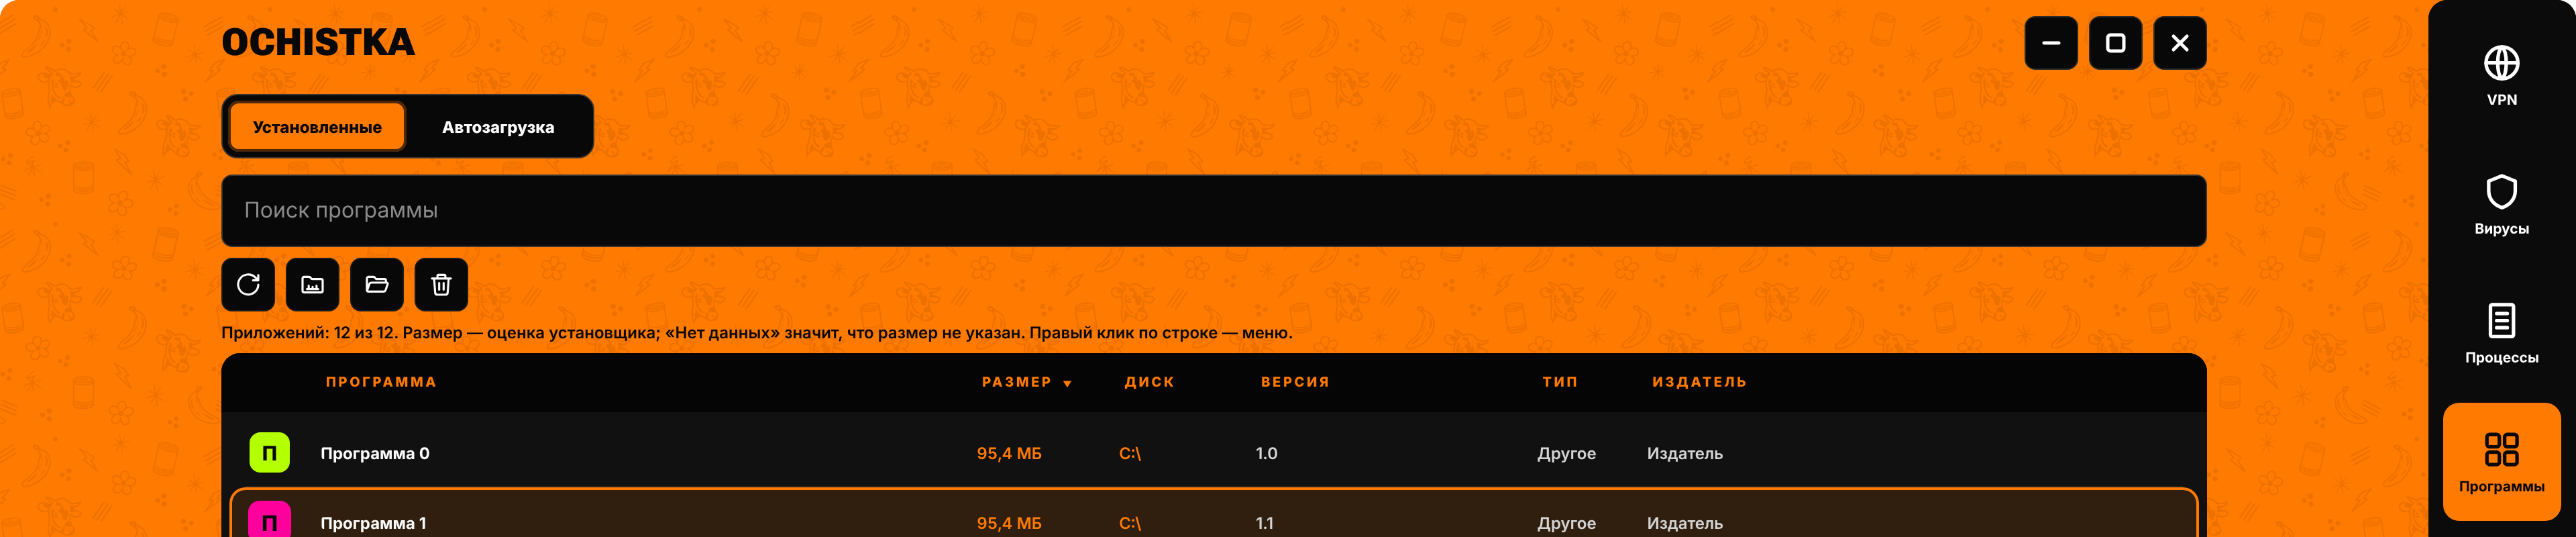 OCHISTKA
VPN
Установленные Автозагрузка
Поиск программы
Вирусы
Приложений: 12 из 12. Размер — оценка установщика; «Нет данных» значит, что размер не указан. Правый клик по строке — меню.
Процессы
ПРОГРАММА РАЗМЕР ▼ ДИСК ВЕРСИЯ ТИП ИЗДАТЕЛЬ
П Программа 0 95,4 МБ C:\ 1.0 Другое Издатель
Программы
П Программа 1 95,4 МБ C:\ 1.1 Другое Издатель